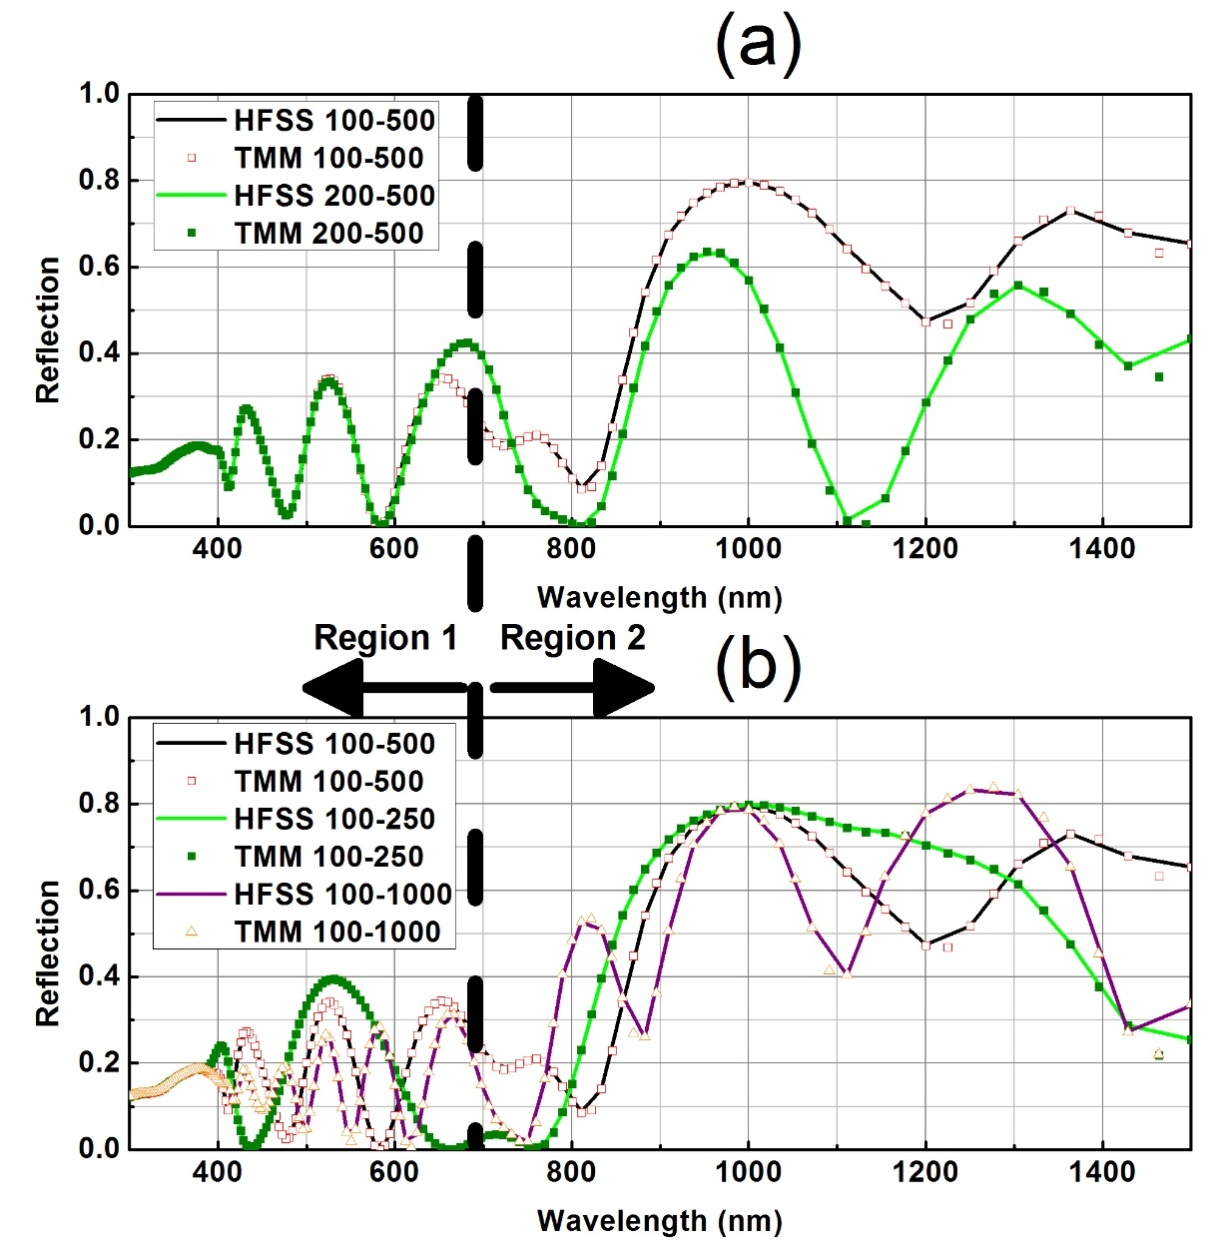 (a)
1.0
0.8
0.6
0.4
0.2
0.0
Reflection
HFSS 100-500
TMM 100-500
HFSS 200-500
TMM 200-500
400 600 800 1000 1200 1400
Wavelength (nm)
Region 1 Region 2
(b)
1.0
0.8
0.6
0.4
0.2
0.0
Reflection
HFSS 100-500
TMM 100-500
HFSS 100-250
TMM 100-250
HFSS 100-1000
TMM 100-1000
400 600 800 1000 1200 1400
Wavelength (nm)